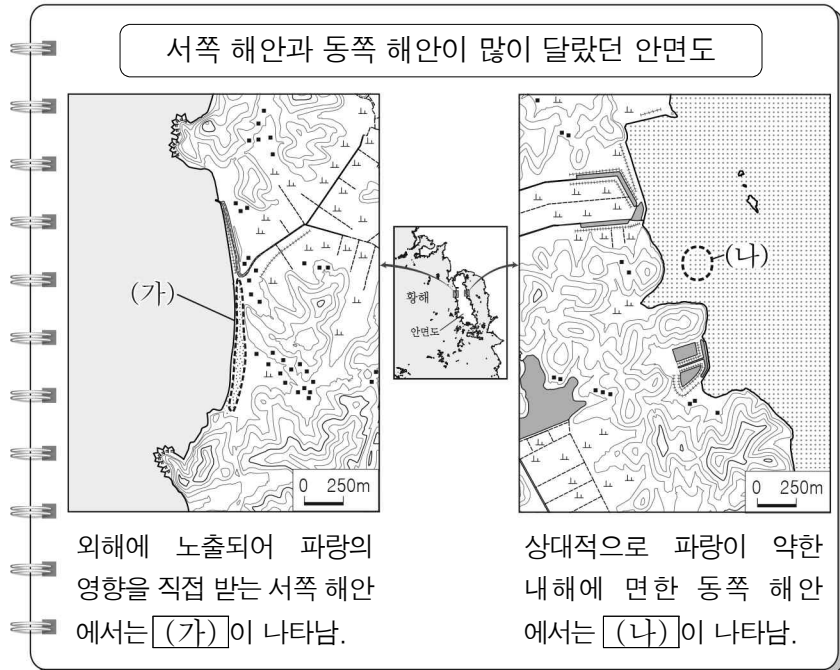 서쪽 해안과 동쪽 해안이 많이 달랐던 안면도
(가)
0 250m
황해
안면도
(나)
0 250m
외해에 노출되어 파랑의
영향을 직접 받는 서쪽 해안
에서는 (가) 이 나타남.
상대적으로 파랑이 약한
내해에 면한 동쪽 해안
에서는 (나) 이 나타남.